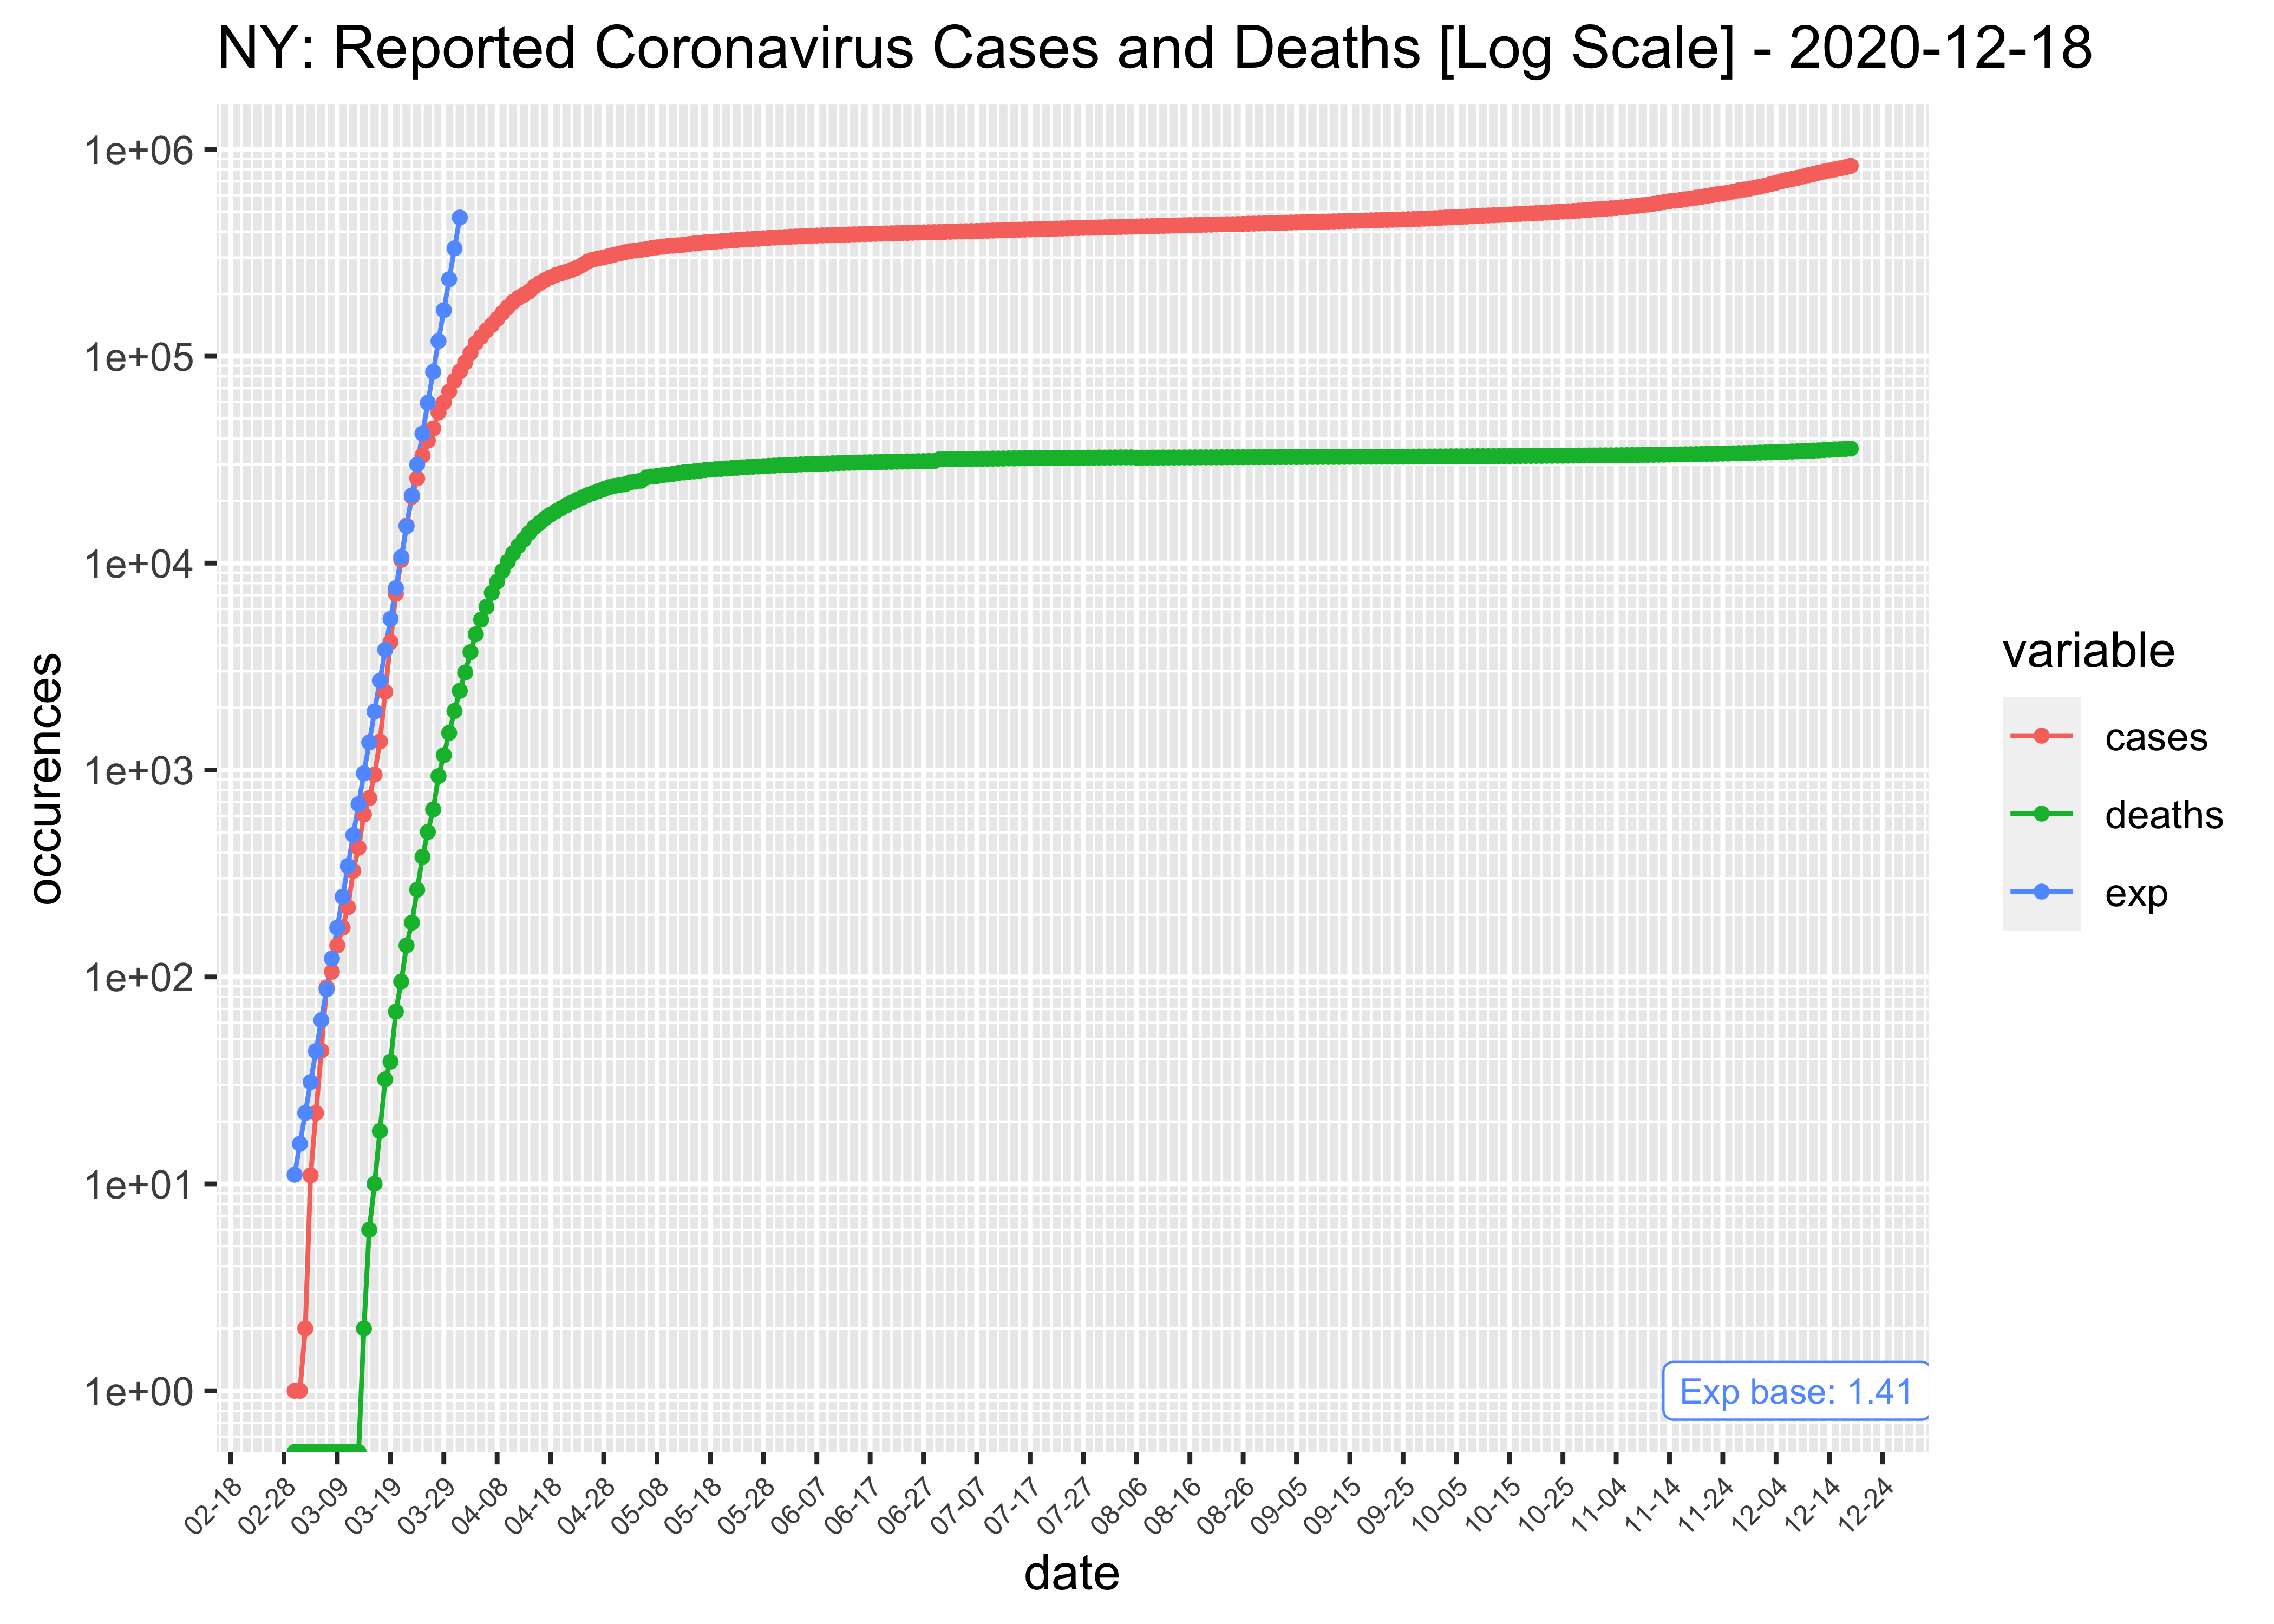 NY: Reported Coronavirus Cases and Deaths [Log Scale] - 2020-12-18
1e+06
1e+05
1e+04
1e+03
1e+02
1e+01
1e+00
occurences
variable
cases
deaths
exp
Exp base: 1.41
02-18
02-28
03-09
03-19
03-29
04-08
04-18
04-28
05-08
05-18
05-28
06-07
06-17
06-27
07-07
07-17
07-27
08-06
08-16
08-26
09-05
09-15
09-25
10-05
10-15
10-25
11-04
11-14
11-24
12-04
12-14
12-24
date